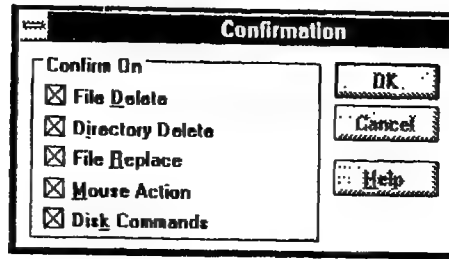 Confirmation
Confirm On
File Delete
Directory Delete
File Replace
Mouse Action
Disk Commands
OK
Cancel
Help